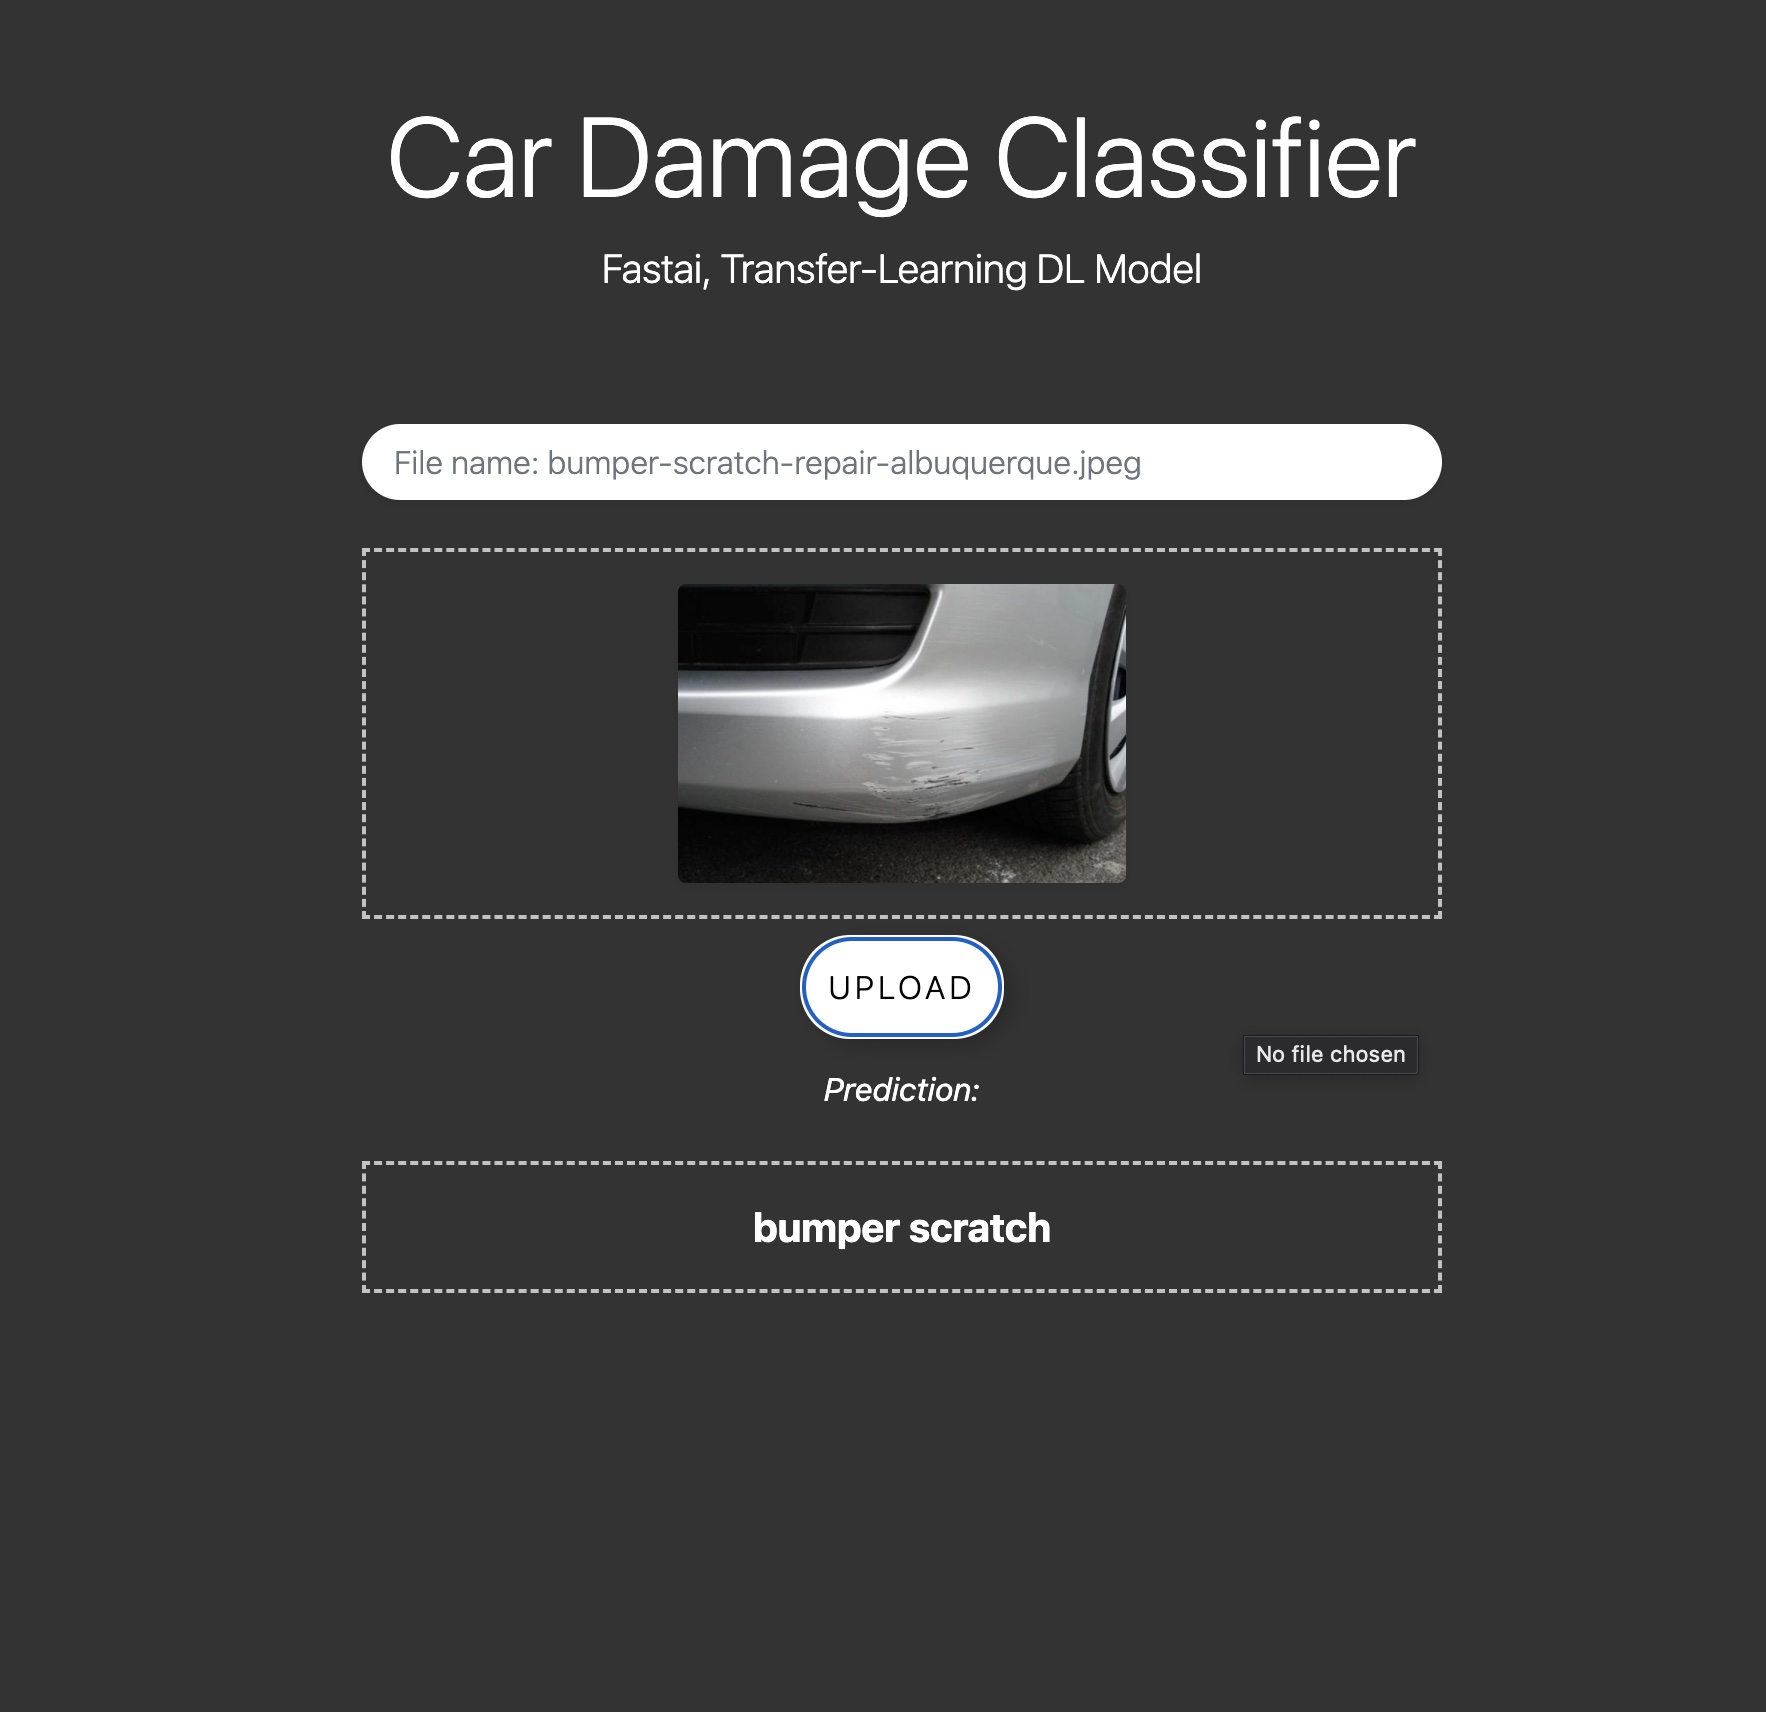 Car Damage Classifier
Fastai, Transfer-Learning DL Model
File name: bumper-scratch-repair-albuquerque.jpeg
UPLOAD
No file chosen
Prediction:
bumper scratch